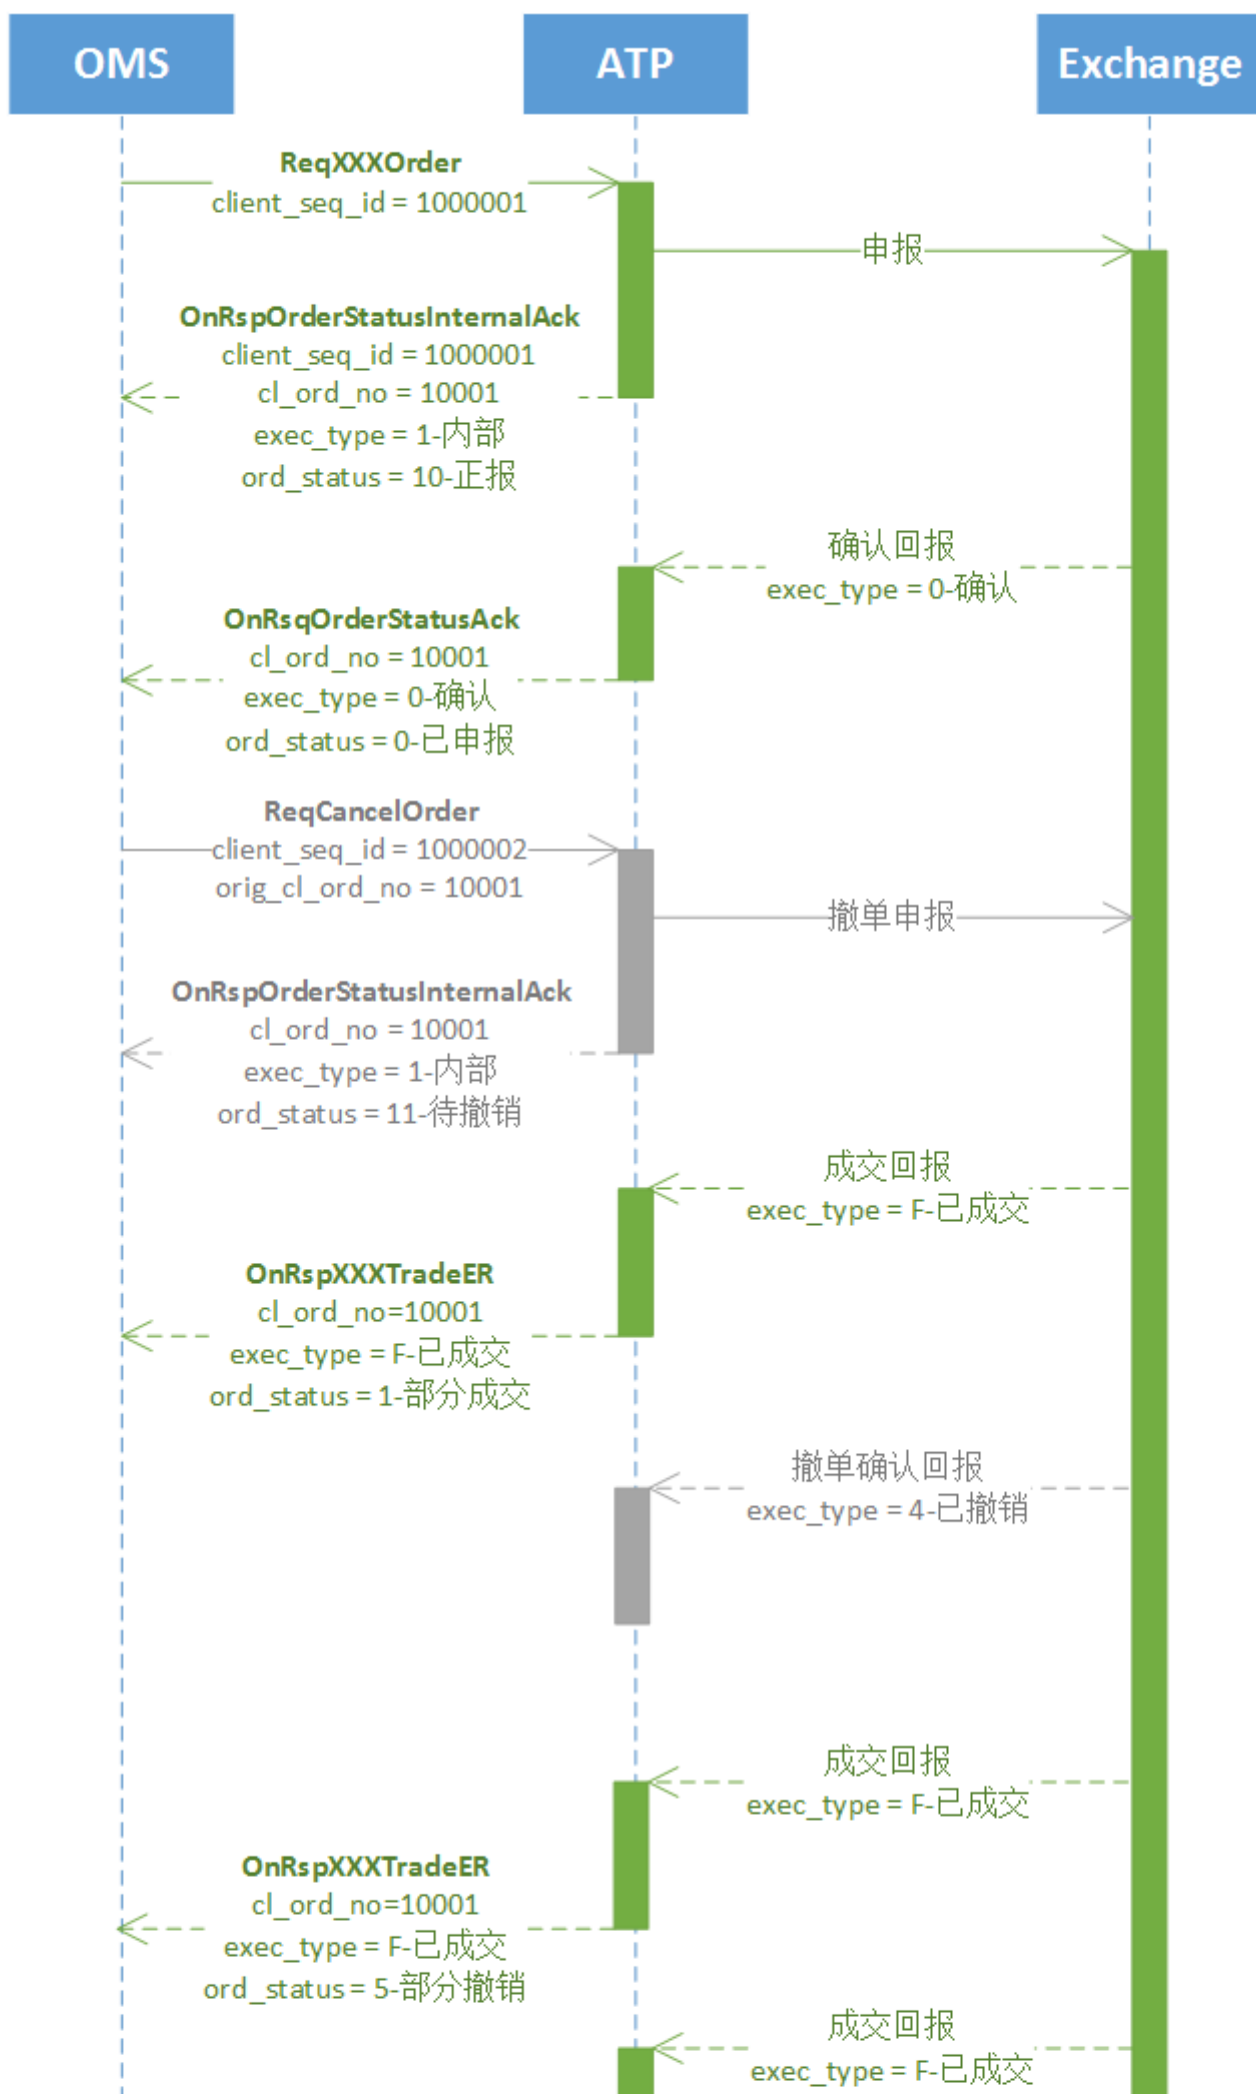 OMS
ATP
Exchange
ReqXXXOrder
client_seq_id = 1000001
申报
OnRspOrderStatusInternalAck
client_seq_id = 1000001
cl_ord_no = 10001
exec_type = 1-内部
ord_status = 10-正报
确认回报
exec_type = 0-确认
OnRsqOrderStatusAck
cl_ord_no = 10001
exec_type = 0-确认
ord_status = 0-已申报
ReqCancelOrder
client_seq_id = 1000002
orig_cl_ord_no = 10001
撤单申报
OnRspOrderStatusInternalAck
cl_ord_no = 10001
exec_type = 1-内部
ord_status = 11-待撤销
成交回报
exec_type = F-已成交
OnRspXXXTradeER
cl_ord_no=10001
exec_type = F-已成交
ord_status = 1-部分成交
撤单确认回报
exec_type = 4-已撤销
成交回报
exec_type = F-已成交
OnRspXXXTradeER
cl_ord_no=10001
exec_type = F-已成交
ord_status = 5-部分撤销
成交回报
exec_type = F-已成交